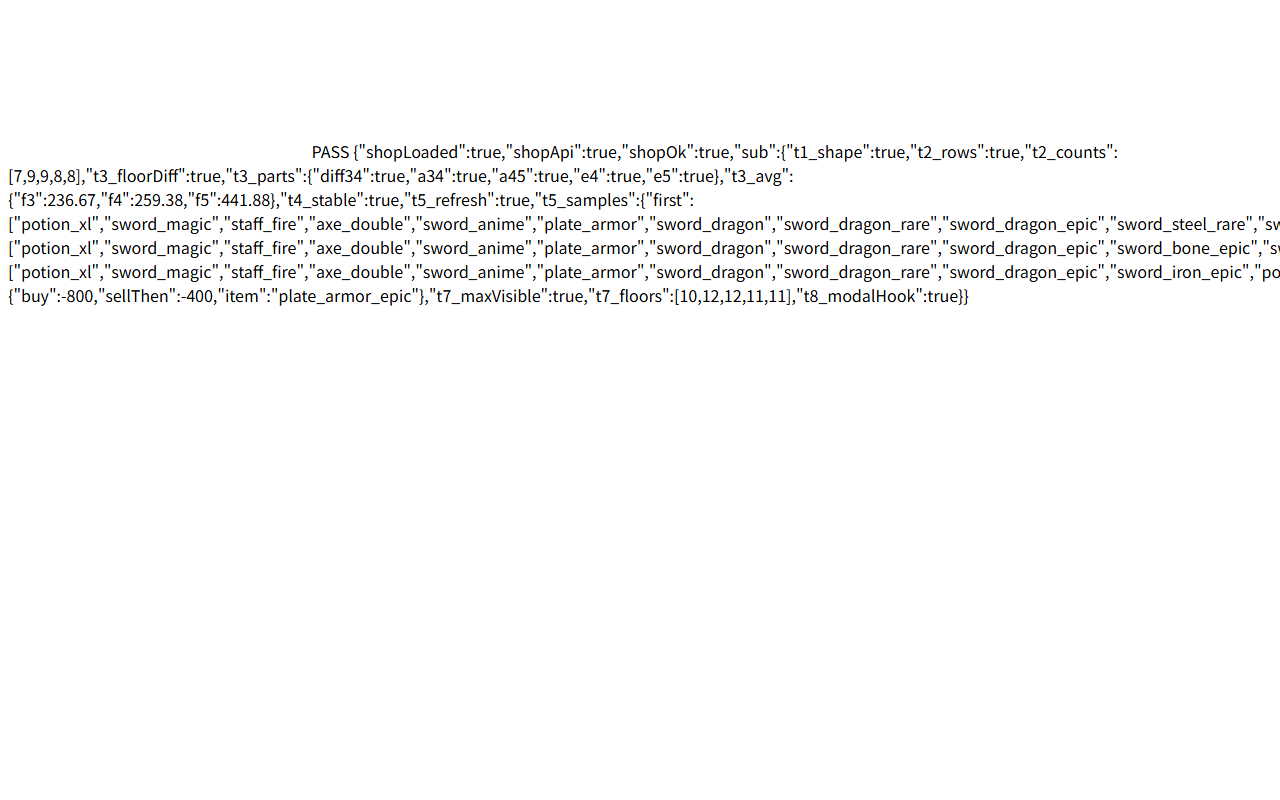 PASS {"shopLoaded":true,"shopApi":true,"shopOk":true,"sub":{"t1_shape":true,"t2_rows":true,"t2_counts":
[7,9,9,8,8],"t3_floorDiff":true,"t3_parts":{"diff34":true,"a34":true,"a45":true,"e4":true,"e5":true},"t3_avg":
{"f3":236.67,"f4":259.38,"f5":441.88},"t4_stable":true,"t5_refresh":true,"t5_samples":{"first":
["potion_xl","sword_magic","staff_fire","axe_double","sword_anime","plate_armor","sword_dragon","sword_dragon_rare","sword_dragon_epic","sword_steel_rare","sw
["potion_xl","sword_magic","staff_fire","axe_double","sword_anime","plate_armor","sword_dragon","sword_dragon_rare","sword_dragon_epic","sword_bone_epic","s
["potion_xl","sword_magic","staff_fire","axe_double","sword_anime","plate_armor","sword_dragon","sword_dragon_rare","sword_dragon_epic","sword_iron_epic","po
{"buy":-800,"sellThen":-400,"item":"plate_armor_epic"},"t7_maxVisible":true,"t7_floors":[10,12,12,11,11],"t8_modalHook":true}}